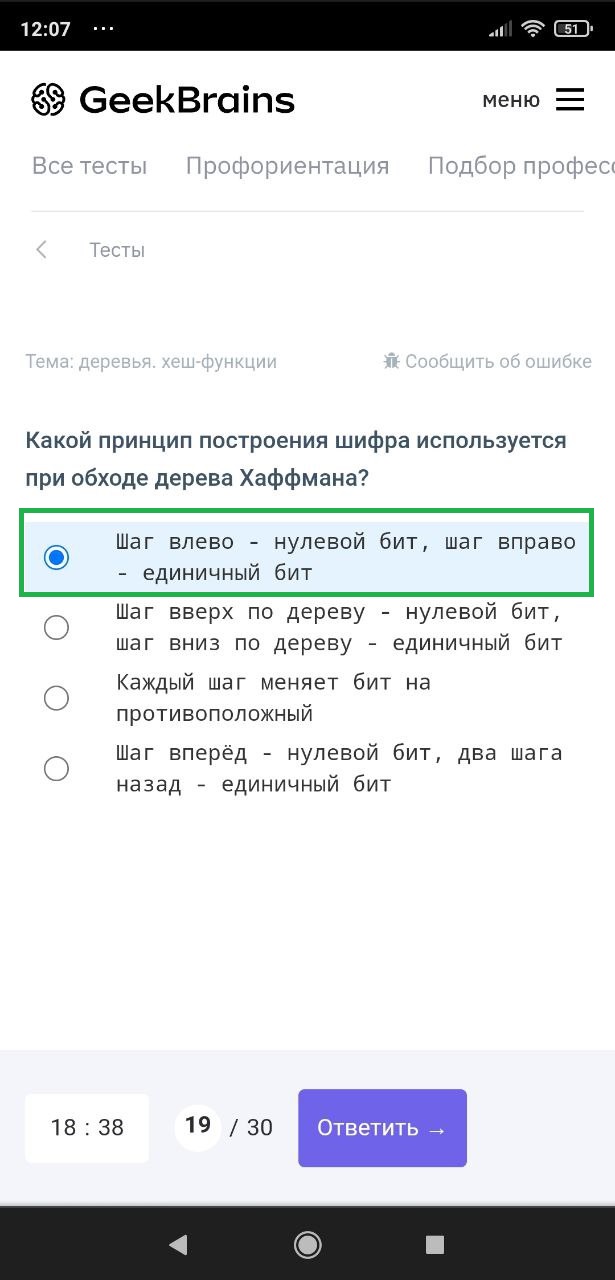 12:07 ... 51
GeekBrains меню
Все тесты Профориентация Подбор професс
Тесты
Тема: деревья. хеш-функции Сообщить об ошибке
Какой принцип построения шифра используется
при обходе дерева Хаффмана?
Шаг влево - нулевой бит, шаг вправо
- единичный бит
Шаг вверх по дереву - нулевой бит,
шаг вниз по дереву - единичный бит
Каждый шаг меняет бит на
противоположный
Шаг вперёд - нулевой бит, два шага
назад - единичный бит
18 : 38 19 / 30 Ответить →